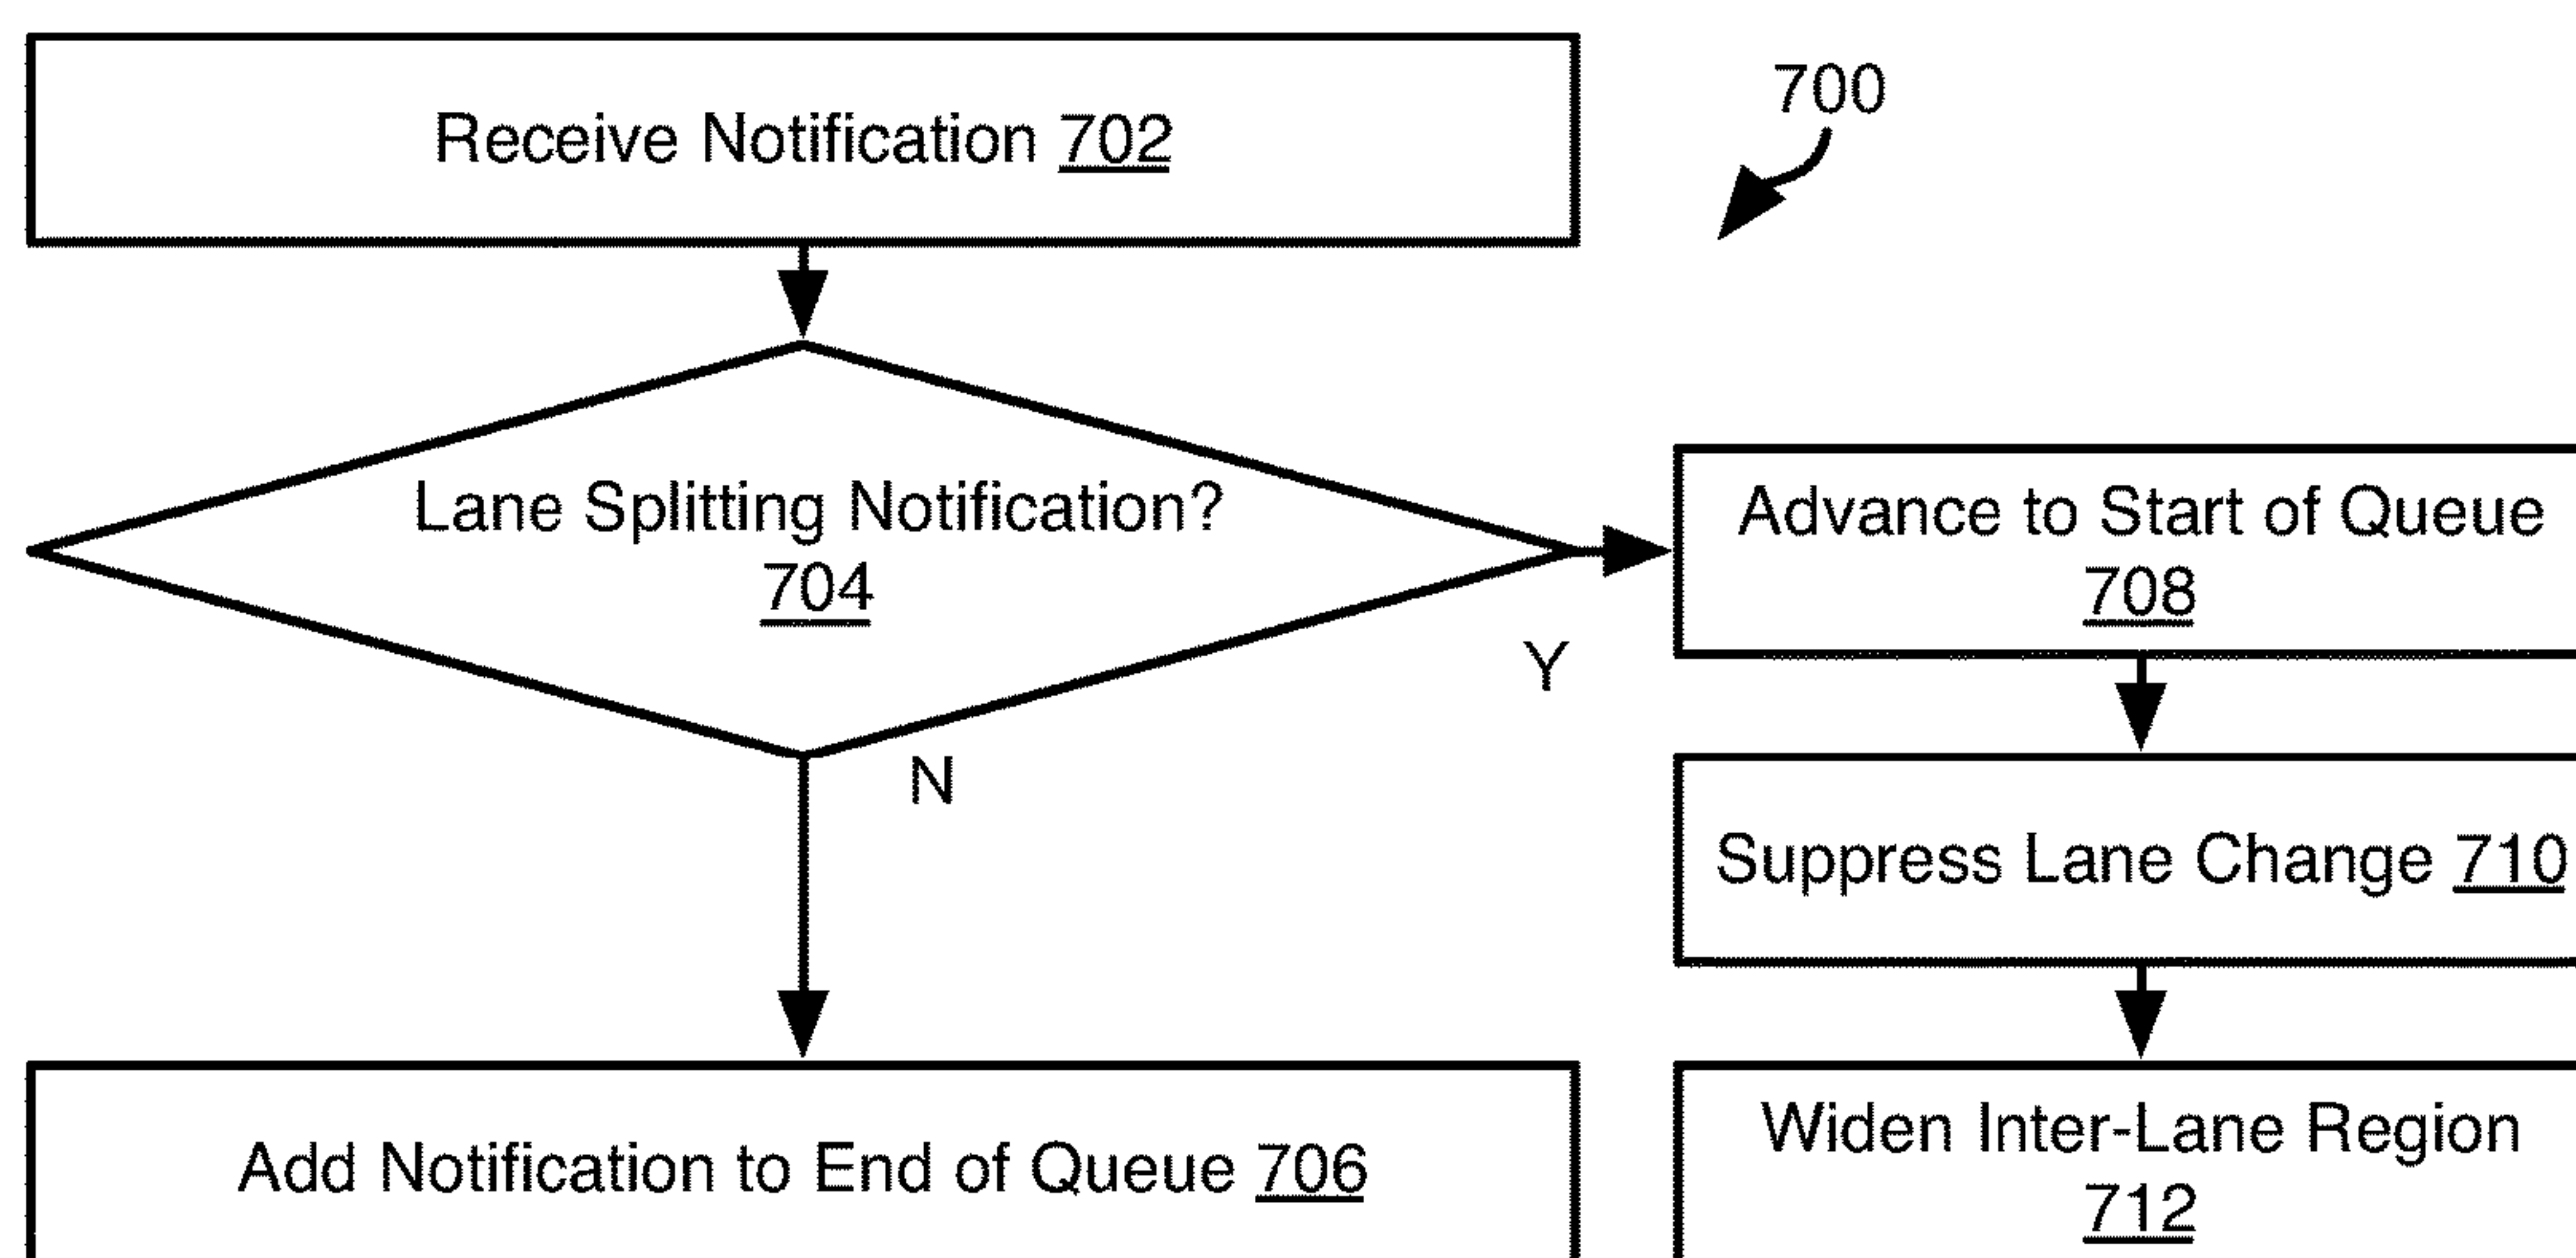 Receive Notification 702
700
Lane Splitting Notification?
704
Y
N
Advance to Start of Queue
708
Suppress Lane Change 710
Add Notification to End of Queue 706
Widen Inter-Lane Region
712